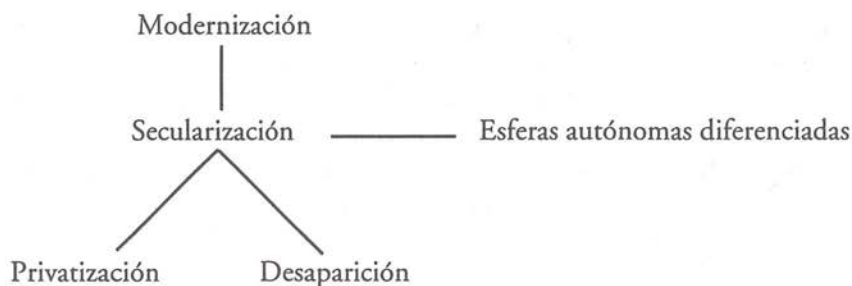 Modernización
Secularización
Esferas autónomas diferenciadas
Privatización
Desaparición